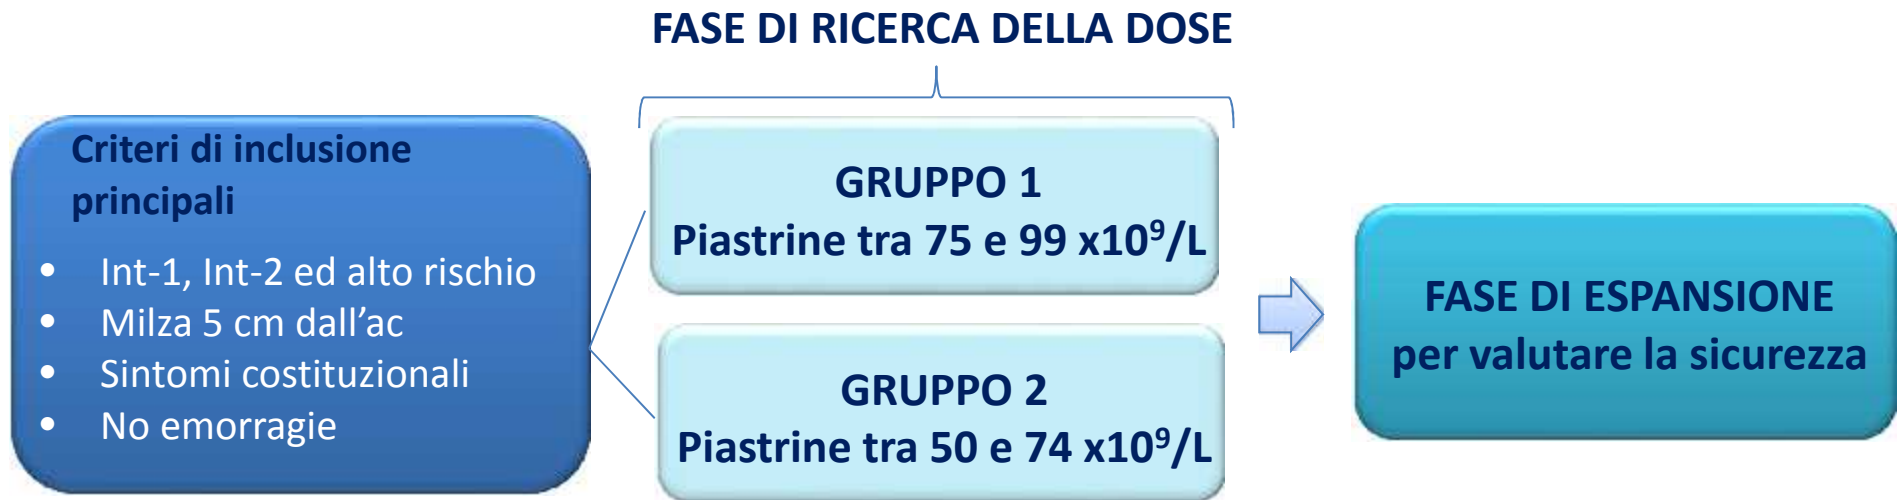 FASE DI RICERCA DELLA DOSE
Criteri di inclusione
principali
• Int-1, Int-2 ed alto rischio
• Milza 5 cm dall'ac
• Sintomi costituzionali
• No emorragie
GRUPPO 1
Piastrine tra 75 e 99 x10⁹/L
GRUPPO 2
Piastrine tra 50 e 74 x10⁹/L
FASE DI ESPANSIONE
per valutare la sicurezza